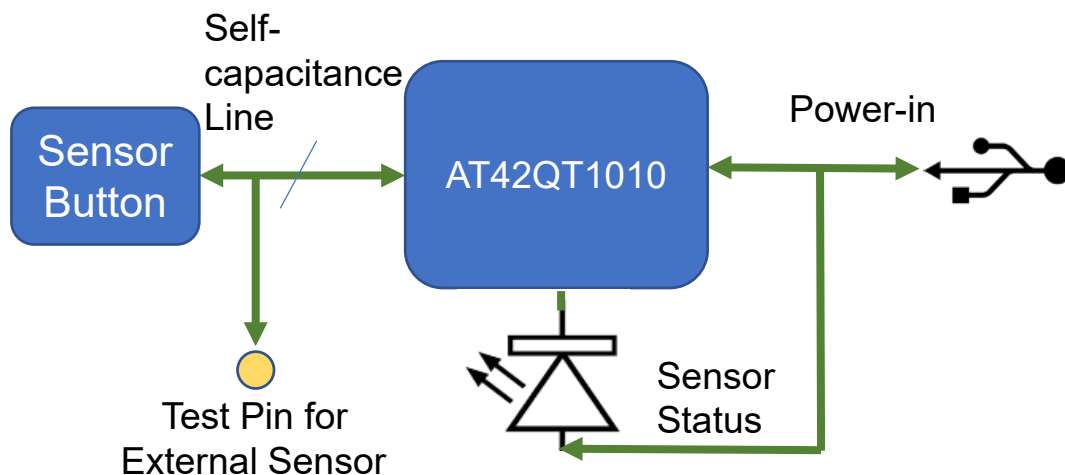 Self-
capacitance
Line
Power-in
Sensor
Button
AT42QT1010
Sensor
Status
Test Pin for
External Sensor